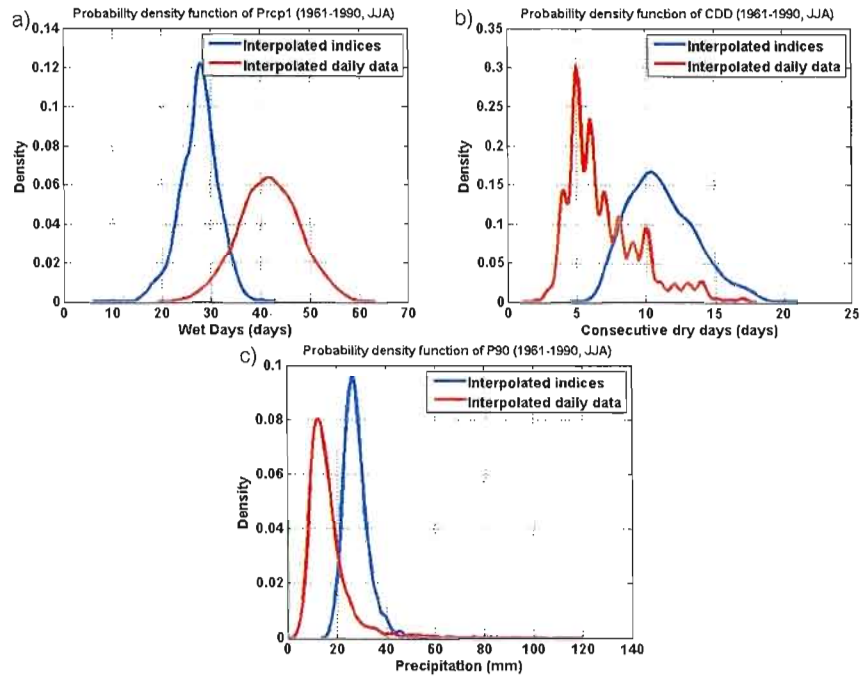 a)
Probability density function of Prcp1 (1961-1990, JJA)
0.14
0.12
0.1
0.08
0.06
0.04
0.02
0
Density
Interpolated indices
Interpolated daily data
0 10 20 30 40 50 60 70
Wet Days (days)
b)
Probability density function of CDD (1961-1990, JJA)
0.35
0.3
0.25
0.2
0.15
0.1
0.05
0
Density
Interpolated indices
Interpolated daily data
0 5 10 15 20 25
Consecutive dry days (days)
c)
Probability density function of P90 (1961-1990, JJA)
0.1
0.08
0.06
0.04
0.02
0
Density
Interpolated indices
Interpolated daily data
0 20 40 60 80 100 120 140
Precipitation (mm)